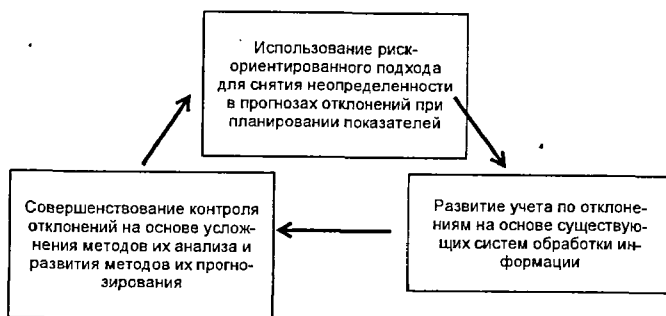 Использование риск-
ориентированного подхода
для снятия неопределенности
в прогнозах отклонений при
планировании показателей
Совершенствование контроля
отклонений на основе услож-
нения методов их анализа и
развития методов их прогно-
зирования
Развитие учета по отклоне-
ниям на основе существую-
щих систем обработки ин-
формации